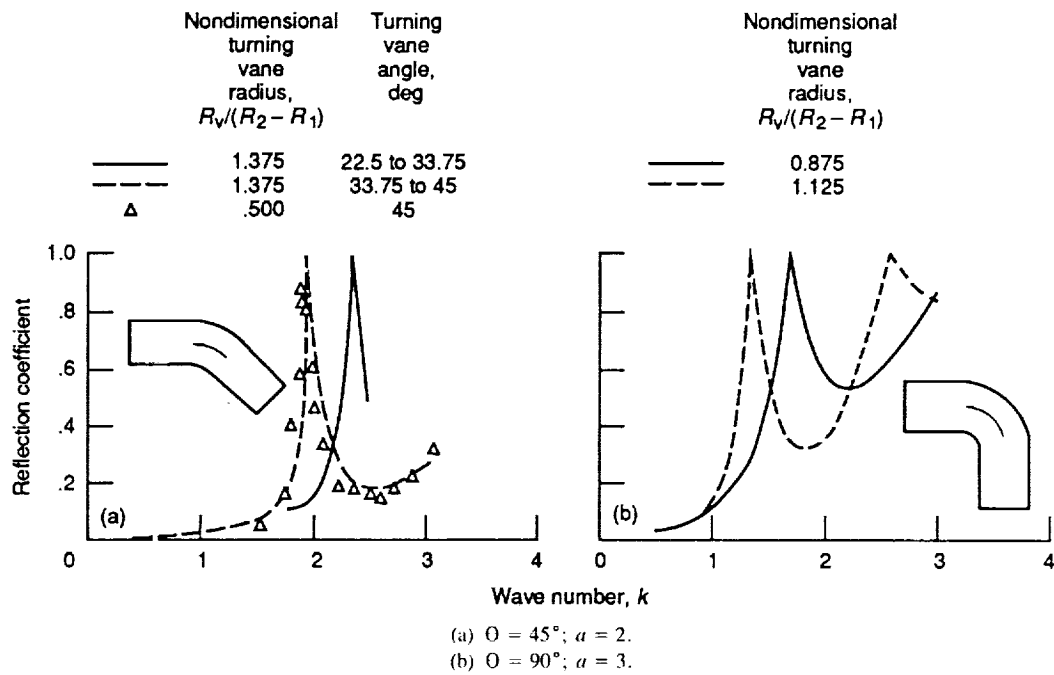 Nondimensional
turning
vane
radius,
Rv/(R2 – R1)
Turning
vane
angle,
deg
1.375 22.5 to 33.75
1.375 33.75 to 45
.500 45
Nondimensional
turning
vane
radius,
Rv/(R2 – R1)
0.875
1.125
Reflection coefficient
1.0
.8
.6
.4
.2
(a)
0 1 2 3 4
(b)
0 1 2 3 4
Wave number, k
(a) Θ = 45°; a = 2.
(b) Θ = 90°; a = 3.